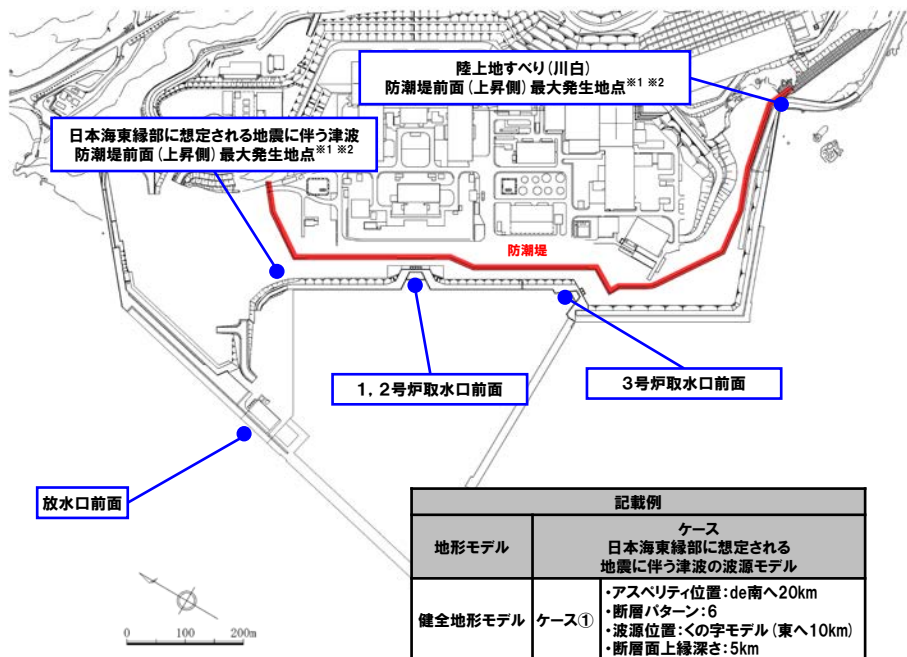 陸上地すべり(川白)
防潮堤前面(上昇側)最大発生地点※1 ※2
日本海東縁部に想定される地震に伴う津波
防潮堤前面(上昇側)最大発生地点※1 ※2
防潮堤
1,2号炉取水口前面
3号炉取水口前面
放水口前面
0 100 200m
記載例
地形モデル
ケース
日本海東縁部に想定される
地震に伴う津波の波源モデル
健全地形モデル
ケース①
・アスペリティ位置:de南へ20km
・断層パターン:6
・波源位置:くの字モデル(東へ10km)
・断層面上縁深さ:5km